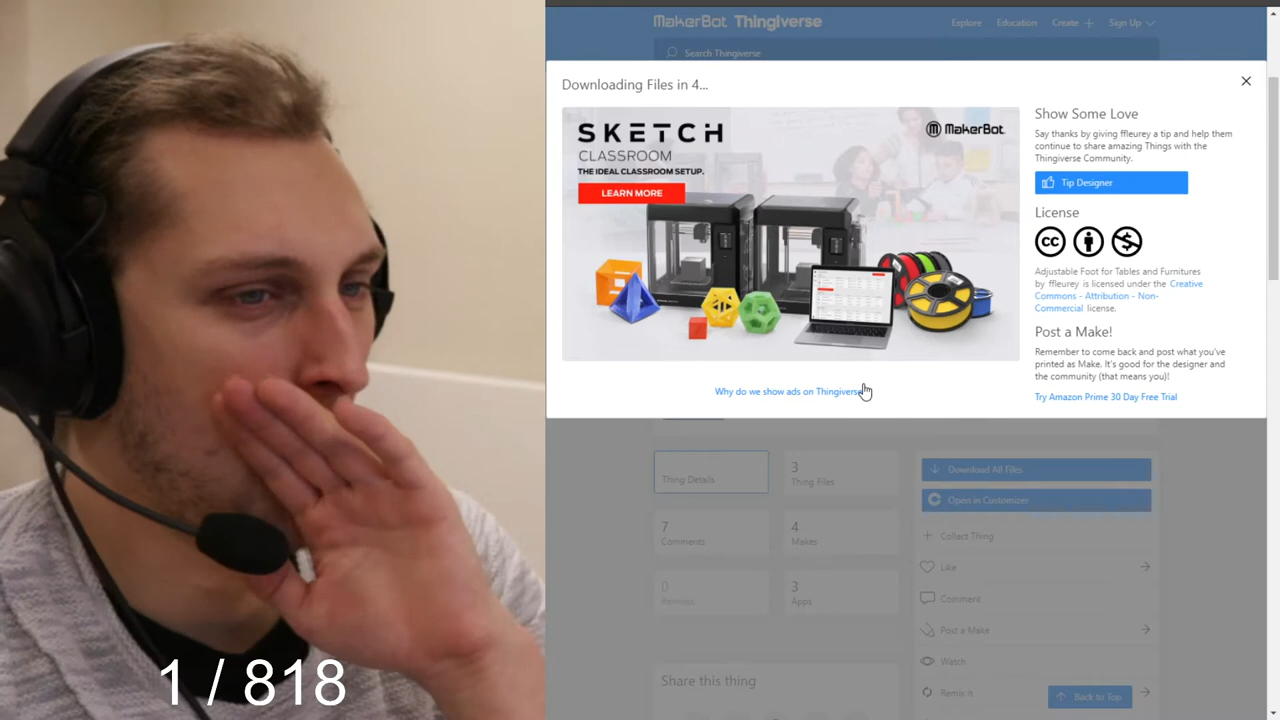 MakerBot Thingiverse
Explore
Education
Create
Sign Up
Search Thingiverse
Downloading Files in 4...
SKETCH
CLASSROOM
THE IDEAL CLASSROOM SETUP.
LEARN MORE
MakerBot
Why do we show ads on Thingiverse
Show Some Love
Say thanks by giving ffleurey a tip and help them
continue to share amazing Things with the
Thingiverse Community.
Tip Designer
License
cc
Adjustable Foot for Tables and Furnitures
by ffleurey is licensed under the Creative
Commons - Attribution - Non-
Commercial license.
Post a Make!
Remember to come back and post what you've
printed as Make. It's good for the designer and
the community (that means you)!
Try Amazon Prime 30 Day Free Trial
Thing Details
3
Thing Files
7
Comments
4
Makes
0
Remixes
3
Apps
Share this thing
Download All Files
Open in Customizer
Collect Thing
Like
Comment
Post a Make
Watch
Remix it
Back to Top
1 / 818